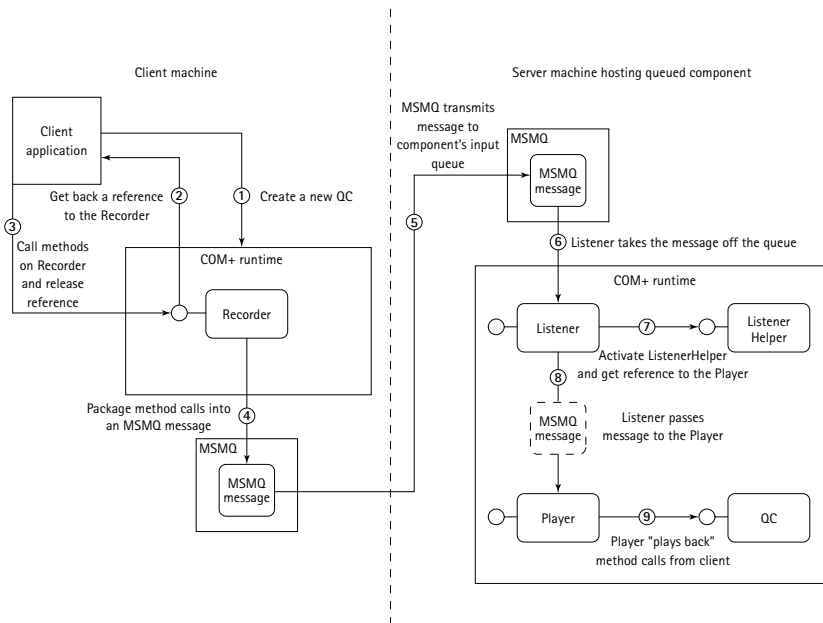 Client machine
Server machine hosting queued component
Client
application
Get back a reference
to the Recorder
2
1
Create a new QC
3
Call methods
on Recorder
and release
reference
COM+ runtime
Recorder
Package method calls into
an MSMQ message
4
MSMQ
MSMQ
message
MSMQ transmits
message to
component's input
queue
5
MSMQ
MSMQ
message
6
Listener takes the message off the queue
COM+ runtime
Listener
7
Listener
Helper
Activate ListenerHelper
and get reference to the Player
8
MSMQ
message
Listener passes
message to the Player
Player
9
QC
Player "plays back"
method calls from client